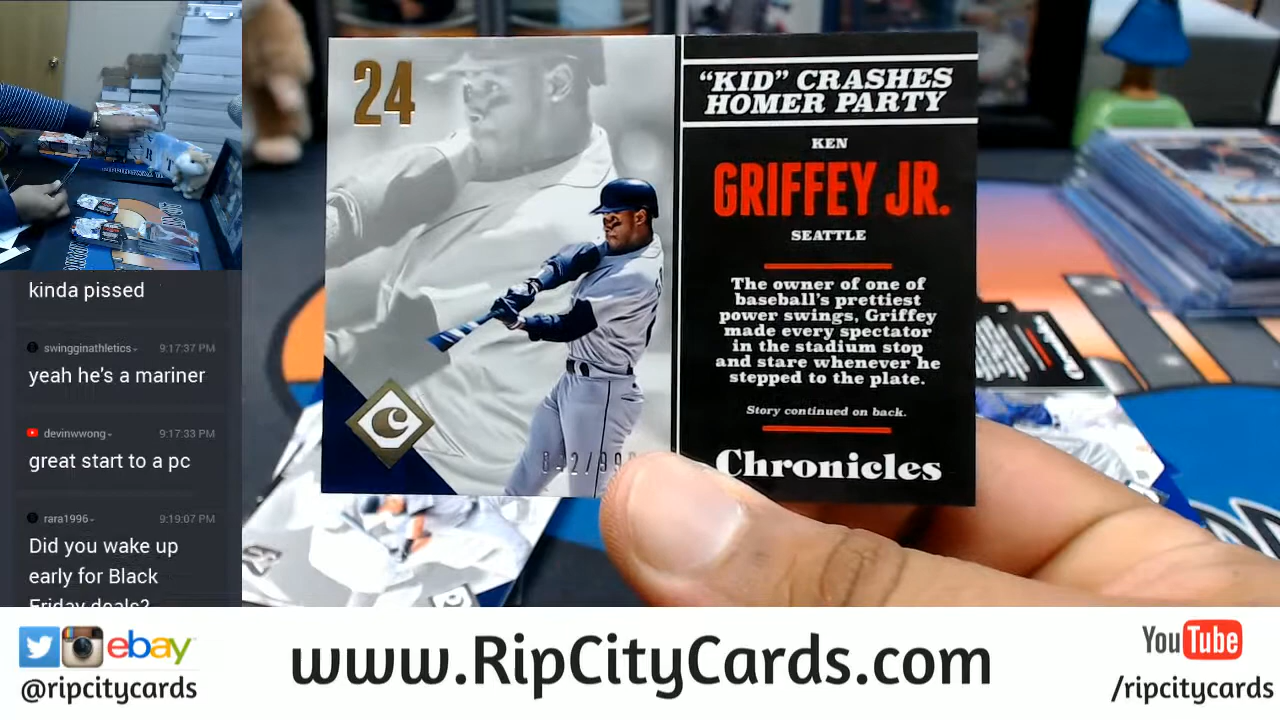 24
"KID" CRASHES
HOMER PARTY
KEN
GRIFFEY JR.
SEATTLE
The owner of one of
baseball's prettiest
power swings, Griffey
made every spectator
in the stadium stop
and stare whenever he
stepped to the plate.
Story continued on back.
Chronicles
C
kinda pissed
swingginathletics 9:17:37 PM
yeah he's a mariner
devinwwong 9:17:33 PM
great start to a pc
rara1996 9:19:07 PM
Did you wake up
early for Black
Friday deals?
ebay
@ripcitycards
www.RipCityCards.com
YouTube
/ripcitycards